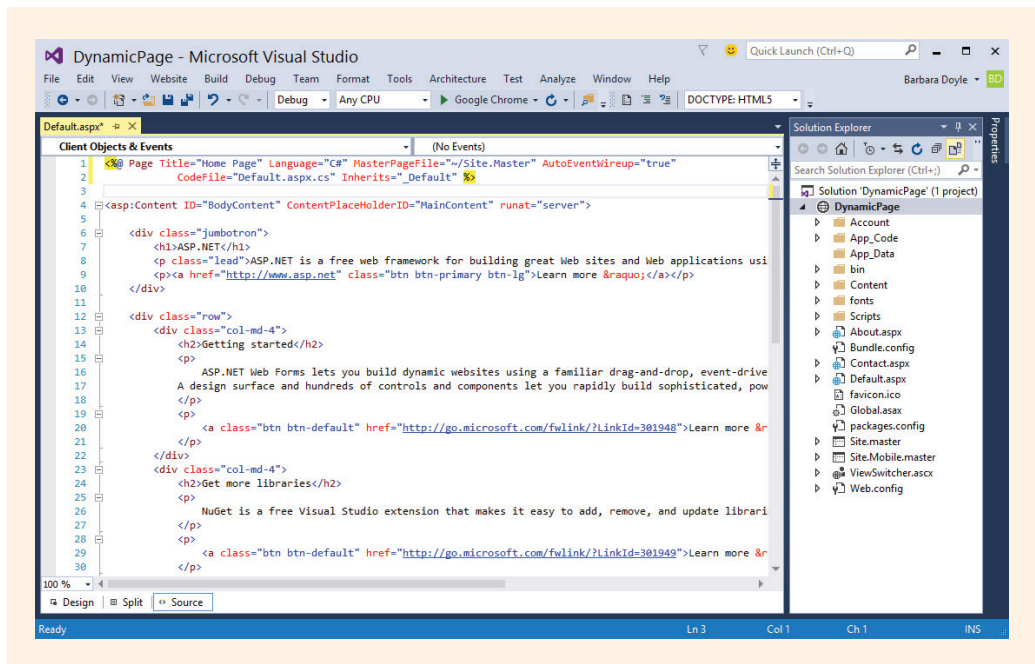 DynamicPage - Microsoft Visual Studio
Quick Launch (Ctrl+Q)
File Edit View Website Build Debug Team Format Tools Architecture Test Analyze Window Help
Barbara Doyle BD
Debug Any CPU Google Chrome DOCTYPE: HTML5
Default.aspx*
Client Objects & Events (No Events)
1 <%@ Page Title="Home Page" Language="C#" MasterPageFile="~/Site.Master" AutoEventWireup="true"
2 CodeFile="Default.aspx.cs" Inherits="_Default" %>
3
4 <asp:Content ID="BodyContent" ContentPlaceHolderID="MainContent" runat="server">
5
6 <div class="jumbotron">
7 <h1>ASP.NET</h1>
8 <p class="lead">ASP.NET is a free web framework for building great Web sites and Web applications usi
9 <p><a href="http://www.asp.net" class="btn btn-primary btn-lg">Learn more &raquo;</a></p>
10 </div>
11
12 <div class="row">
13 <div class="col-md-4">
14 <h2>Getting started</h2>
15 <p>
16 ASP.NET Web Forms lets you build dynamic websites using a familiar drag-and-drop, event-drive
17 A design surface and hundreds of controls and components let you rapidly build sophisticated, pow
18 </p>
19 <p>
20 <a class="btn btn-default" href="http://go.microsoft.com/fwlink/?LinkId=301948">Learn more &r
21 </p>
22 </div>
23 <div class="col-md-4">
24 <h2>Get more libraries</h2>
25 <p>
26 NuGet is a free Visual Studio extension that makes it easy to add, remove, and update librari
27 </p>
28 <p>
29 <a class="btn btn-default" href="http://go.microsoft.com/fwlink/?LinkId=301949">Learn more &r
30 </p>
100 %
Design Split Source
Solution Explorer
Search Solution Explorer (Ctrl+;)
Solution 'DynamicPage' (1 project)
DynamicPage
Account
App_Code
App_Data
bin
Content
fonts
Scripts
About.aspx
Bundle.config
Contact.aspx
Default.aspx
favicon.ico
Global.asax
packages.config
Site.master
Site.Mobile.master
ViewSwitcher.ascx
Web.config
Properties
Ready Ln 3 Col 1 Ch 1 INS